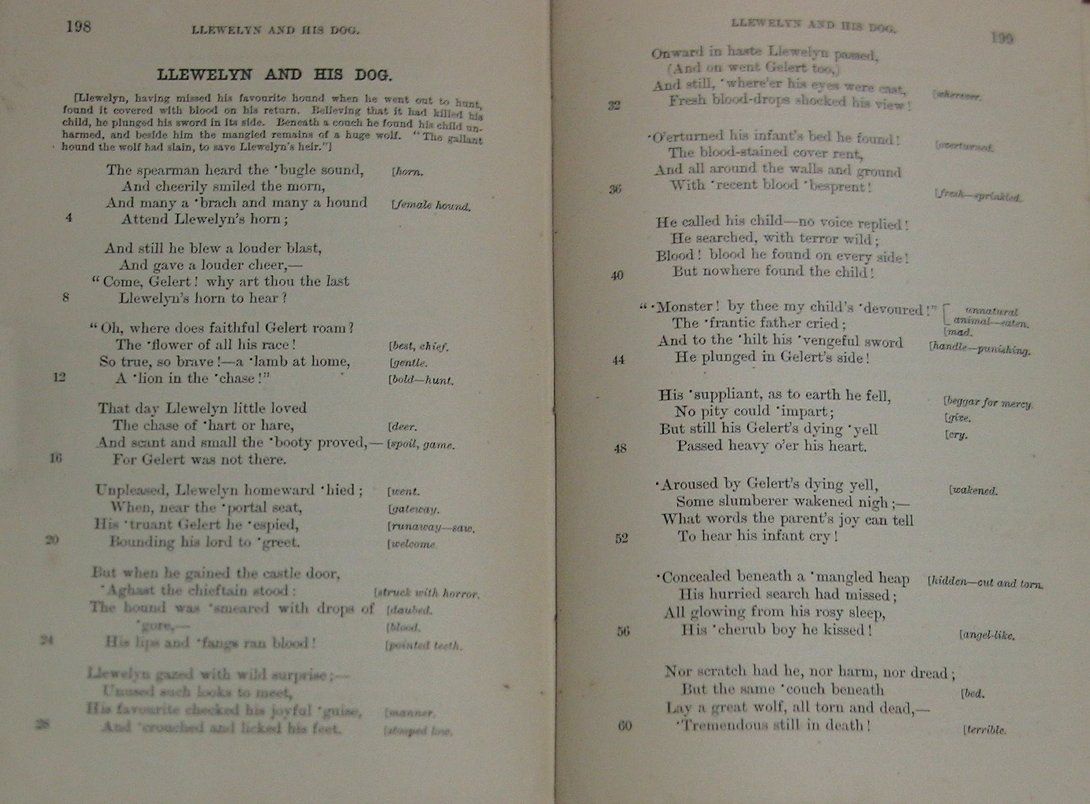 198
LLEWELYN AND HIS DOG.
LLEWELYN AND HIS DOG.
[Llewelyn, having missed his favourite hound when he went out to hunt,
found it covered with blood on his return. Believing that it had killed his
child, he plunged his sword in its side. Beneath a couch he found his child un-
harmed, and beside him the mangled remains of a huge wolf. "The gallant
hound the wolf had slain, to save Llewelyn's heir."]
The spearman heard the ·bugle sound, [horn.
And cheerily smiled the morn,
And many a ·brach and many a hound [female hound.
4 Attend Llewelyn's horn;
And still he blew a louder blast,
And gave a louder cheer,—
"Come, Gelert! why art thou the last
8 Llewelyn's horn to hear?
"Oh, where does faithful Gelert roam?
The ·flower of all his race! [best, chief.
So true, so brave!—a ·lamb at home, [gentle.
12 A ·lion in the ·chase!" [bold—hunt.
That day Llewelyn little loved
The chase of ·hart or hare, [deer.
And scant and small the ·booty proved,— [spoil, game.
16 For Gelert was not there.
Unpleased, Llewelyn homeward ·hied; [went.
When, near the ·portal seat, [gateway.
His ·truant Gelert he ·espied, [runaway—saw.
20 Bounding his lord to ·greet. [welcome.
But when he gained the castle door,
·Aghast the chieftain stood: [struck with horror.
The hound was ·smeared with drops of [daubed.
·gore,— [blood.
24 His lips and ·fangs ran blood! [pointed teeth.
Llewelyn gazed with wild surprise;—
Unused such looks to meet,
His favourite checked his joyful ·guise, [manner.
28 And ·crouched and licked his feet. [stooped low.
LLEWELYN AND HIS DOG.
199
Onward in haste Llewelyn passed,
(And on went Gelert too,)
And still, ·where'er his eyes were cast, [wherever.
32 Fresh blood-drops shocked his view!
·O'erturned his infant's bed he found! [overturned.
The blood-stained cover rent,
And all around the walls and ground
36 With ·recent blood ·besprent! [fresh—sprinkled.
He called his child—no voice replied!
He searched, with terror wild;
Blood! blood he found on every side!
40 But nowhere found the child!
"·Monster! by thee my child's ·devoured!" [unnatural
The ·frantic father cried; animal—eaten.
[mad.
And to the ·hilt his ·vengeful sword [handle—punishing.
44 He plunged in Gelert's side!
His ·suppliant, as to earth he fell, [beggar for mercy.
No pity could ·impart; [give.
But still his Gelert's dying ·yell [cry.
48 Passed heavy o'er his heart.
·Aroused by Gelert's dying yell, [wakened.
Some slumberer wakened nigh;—
What words the parent's joy can tell
52 To hear his infant cry!
·Concealed beneath a ·mangled heap [hidden—cut and torn.
His hurried search had missed;
All glowing from his rosy sleep,
56 His ·cherub boy he kissed! [angel-like.
Nor scratch had he, nor harm, nor dread;
But the same ·couch beneath [bed.
Lay a great wolf, all torn and dead,—
60 ·Tremendous still in death! [terrible.